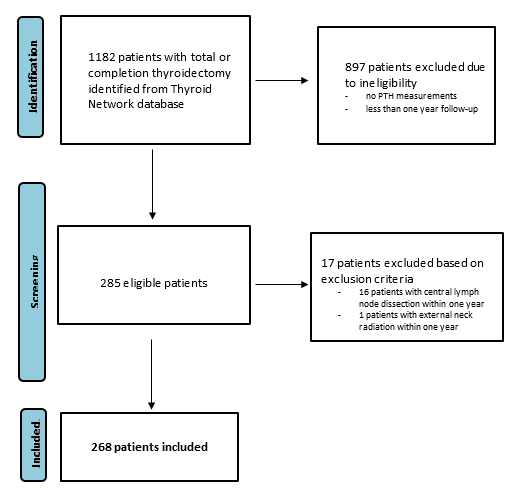 Identification
1182 patients with total or
completion thyroidectomy
identified from Thyroid
Network database
897 patients excluded due
to ineligibility
- no PTH measurements
- less than one year follow-up
Screening
285 eligible patients
17 patients excluded based on
exclusion criteria
- 16 patients with central lymph
node dissection within one year
- 1 patients with external neck
radiation within one year
Included
268 patients included